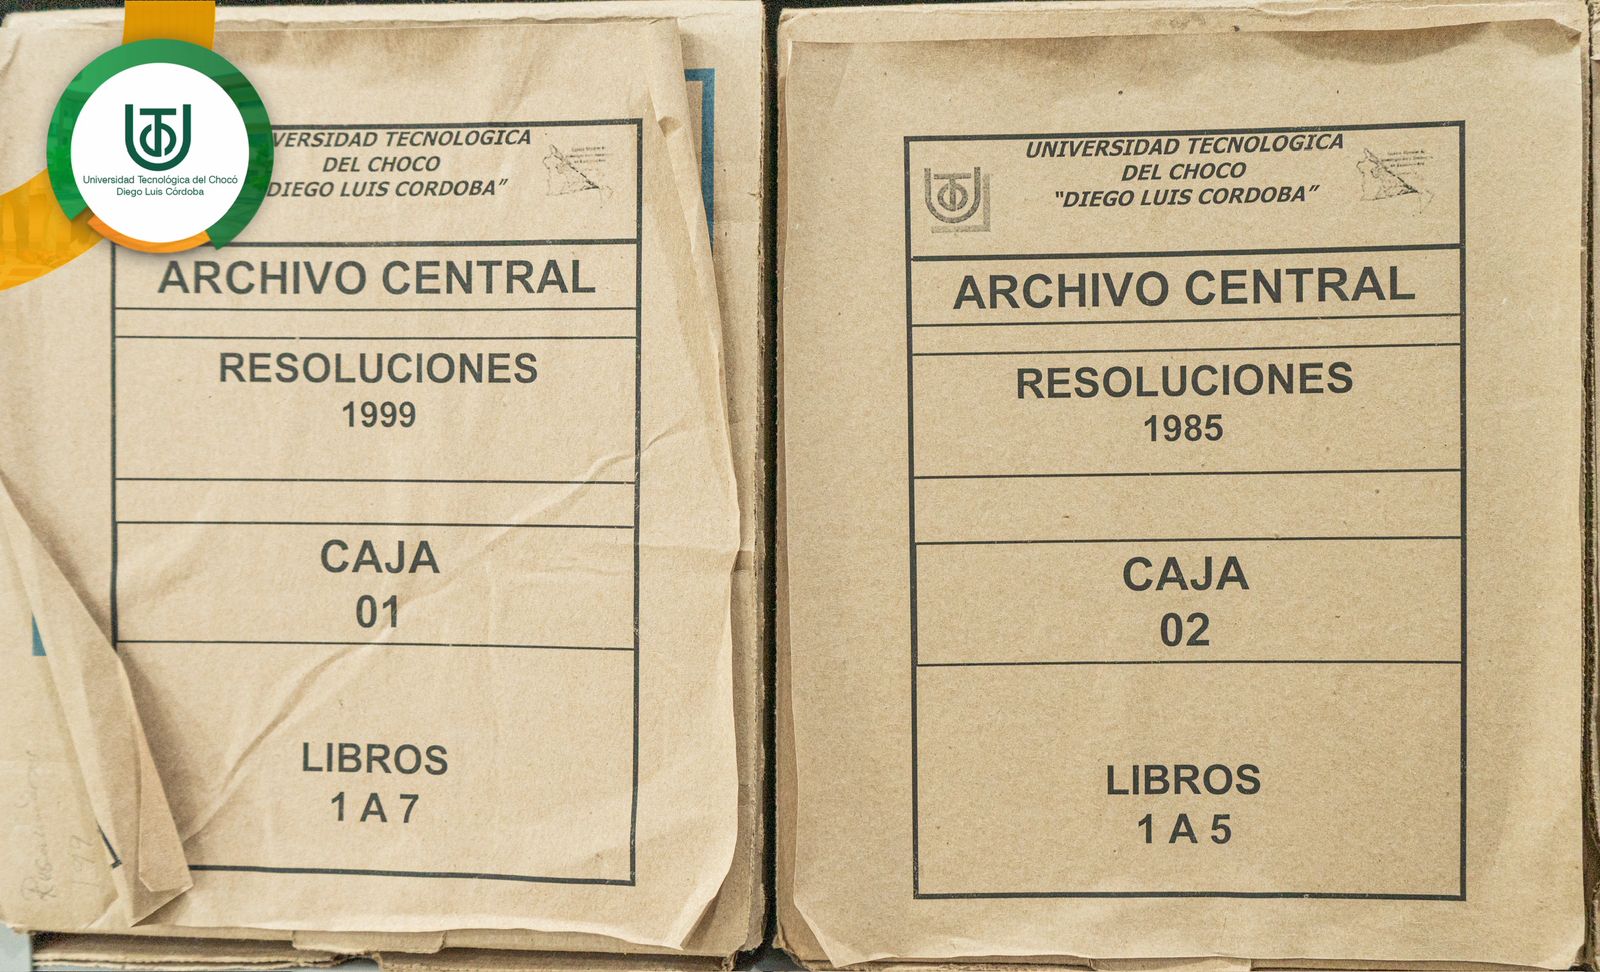 Universidad Tecnológica del Chocó
Diego Luis Córdoba
VERSIDAD TECNOLOGICA
DEL CHOCO
DIEGO LUIS CORDOBA”
ARCHIVO CENTRAL
RESOLUCIONES
1999
CAJA
01
LIBROS
1 A 7
UNIVERSIDAD TECNOLOGICA
DEL CHOCO
“DIEGO LUIS CORDOBA”
ARCHIVO CENTRAL
RESOLUCIONES
1985
CAJA
02
LIBROS
1 A 5